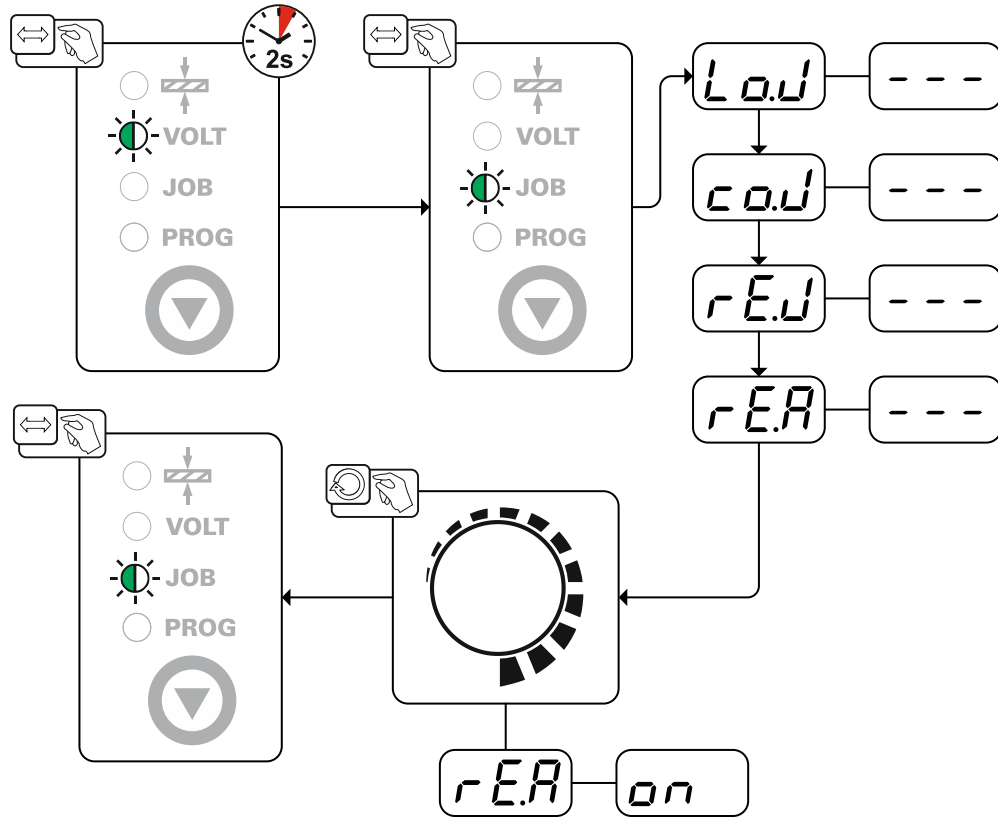 2s
VOLT
JOB
PROG
VOLT
JOB
PROG
Lo.J
- - -
co.J
- - -
rE.J
- - -
rE.A
- - -
VOLT
JOB
PROG
rE.A
on